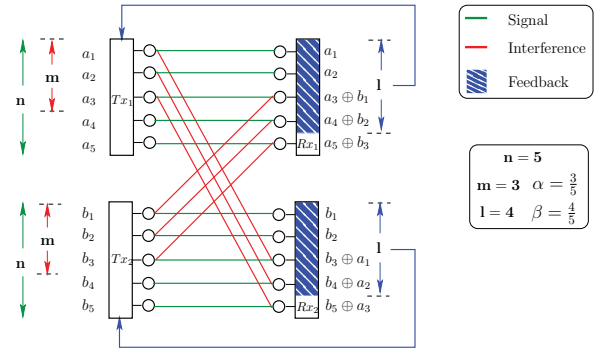 a₁
a₂
a₃
a₄
a₅
n
m
Tx₁
a₁
a₂
a₃ ⊕ b₁
a₄ ⊕ b₂
a₅ ⊕ b₃
Rx₁
l
b₁
b₂
b₃
b₄
b₅
n
m
Tx₂
b₁
b₂
b₃ ⊕ a₁
b₄ ⊕ a₂
b₅ ⊕ a₃
Rx₂
l
Signal
Interference
Feedback
n = 5
m = 3 α = 3/5
l = 4 β = 4/5